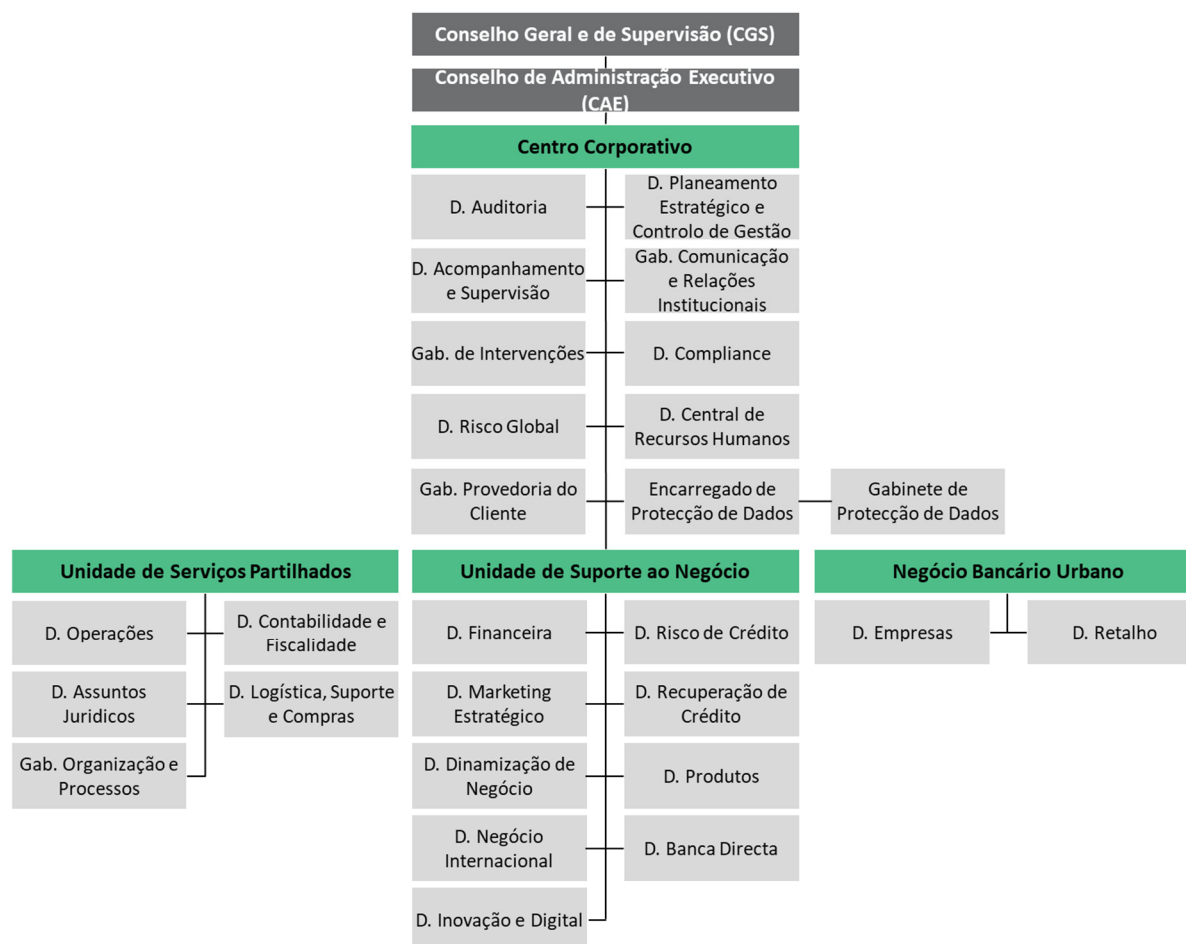 Conselho Geral e de Supervisão (CGS)
Conselho de Administração Executivo
(CAE)
Centro Corporativo
D. Auditoria
D. Planeamento
Estratégico e
Controlo de Gestão
D. Acompanhamento
e Supervisão
Gab. Comunicação
e Relações
Institucionais
Gab. de Intervenções
D. Compliance
D. Risco Global
D. Central de
Recursos Humanos
Gab. Provedoria do
Cliente
Encarregado de
Protecção de Dados
Gabinete de
Protecção de Dados
Unidade de Serviços Partilhados
D. Operações
D. Contabilidade e
Fiscalidade
D. Assuntos
Juridicos
D. Logística, Suporte
e Compras
Gab. Organização e
Processos
Unidade de Suporte ao Negócio
D. Financeira
D. Risco de Crédito
D. Marketing
Estratégico
D. Recuperação de
Crédito
D. Dinamização de
Negócio
D. Produtos
D. Negócio
Internacional
D. Banca Directa
D. Inovação e Digital
Negócio Bancário Urbano
D. Empresas
D. Retalho